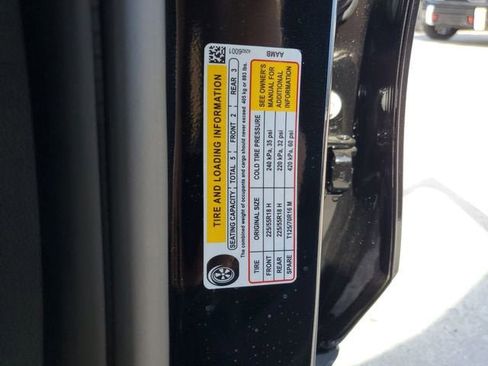 42506001 AAMB
TIRE AND LOADING INFORMATION
SEATING CAPACITY TOTAL 5 FRONT 2 REAR 3
The combined weight of occupants and cargo should never exceed 405 kg or 893 lbs.
TIRE ORIGINAL SIZE COLD TIRE PRESSURE
FRONT 225/55R18 H 240 kPa, 35 psi
REAR 225/55R18 H 220 kPa, 32 psi
SPARE T125/70R16 M 420 kPa, 60 psi
SEE OWNER'S
MANUAL FOR
ADDITIONAL
INFORMATION